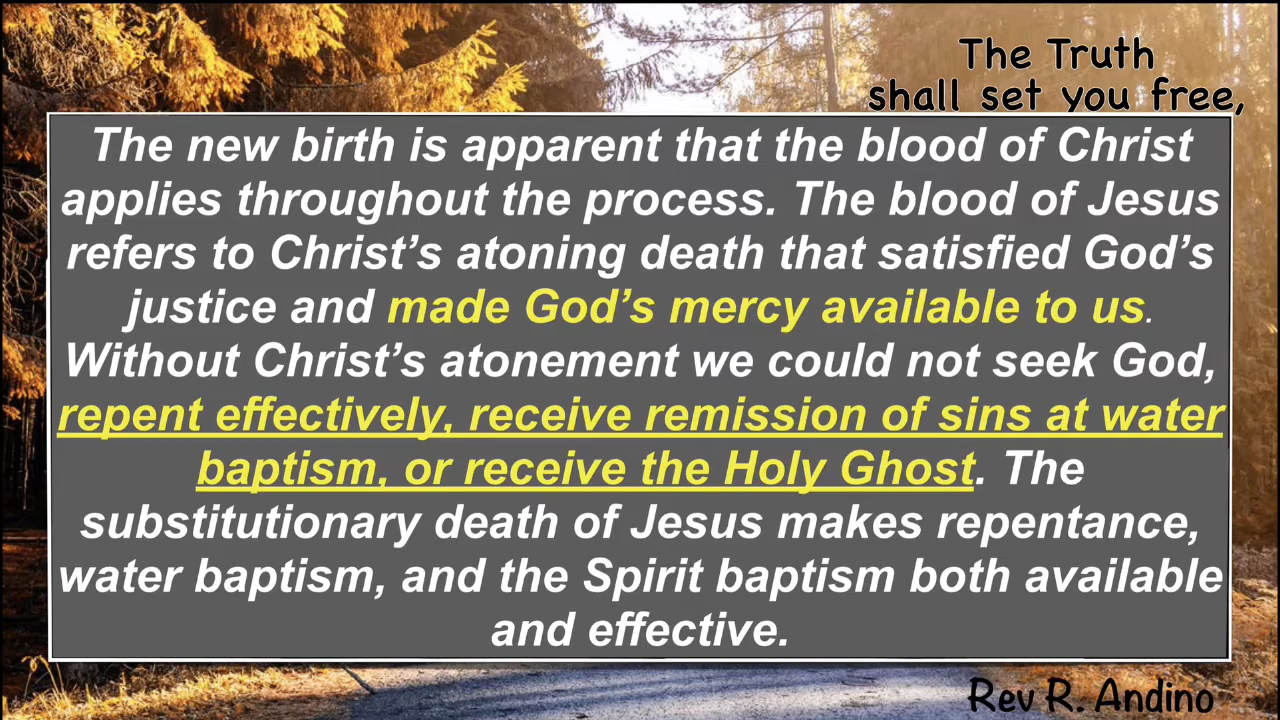 The Truth
shall set you free,
The new birth is apparent that the blood of Christ
applies throughout the process. The blood of Jesus
refers to Christ’s atoning death that satisfied God’s
justice and made God’s mercy available to us.
Without Christ’s atonement we could not seek God,
repent effectively, receive remission of sins at water
baptism, or receive the Holy Ghost. The
substitutionary death of Jesus makes repentance,
water baptism, and the Spirit baptism both available
and effective.
Rev R. Andino